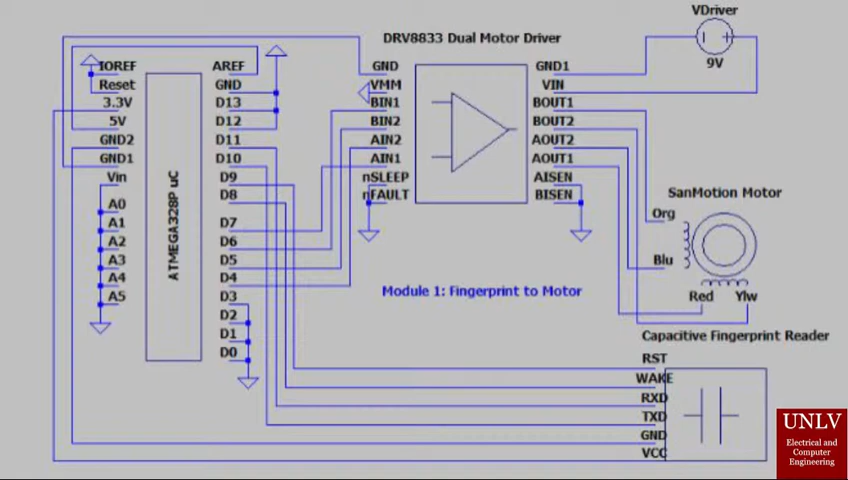 VDriver
9V
DRV8833 Dual Motor Driver
IOREF
Reset
3.3V
5V
GND2
GND1
Vin
A0
A1
A2
A3
A4
A5
ATMEGA328P uC
AREF
GND
D13
D12
D11
D10
D9
D8
D7
D6
D5
D4
D3
D2
D1
D0
GND
VMM
BIN1
BIN2
AIN2
AIN1
nSLEEP
nFAULT
GND1
VIN
BOUT1
BOUT2
AOUT2
AOUT1
AISEN
BISEN
SanMotion Motor
Org
Blu
Red Ylw
Module 1: Fingerprint to Motor
Capacitive Fingerprint Reader
RST
WAKE
RXD
TXD
GND
VCC
UNLV
Electrical and
Computer
Engineering